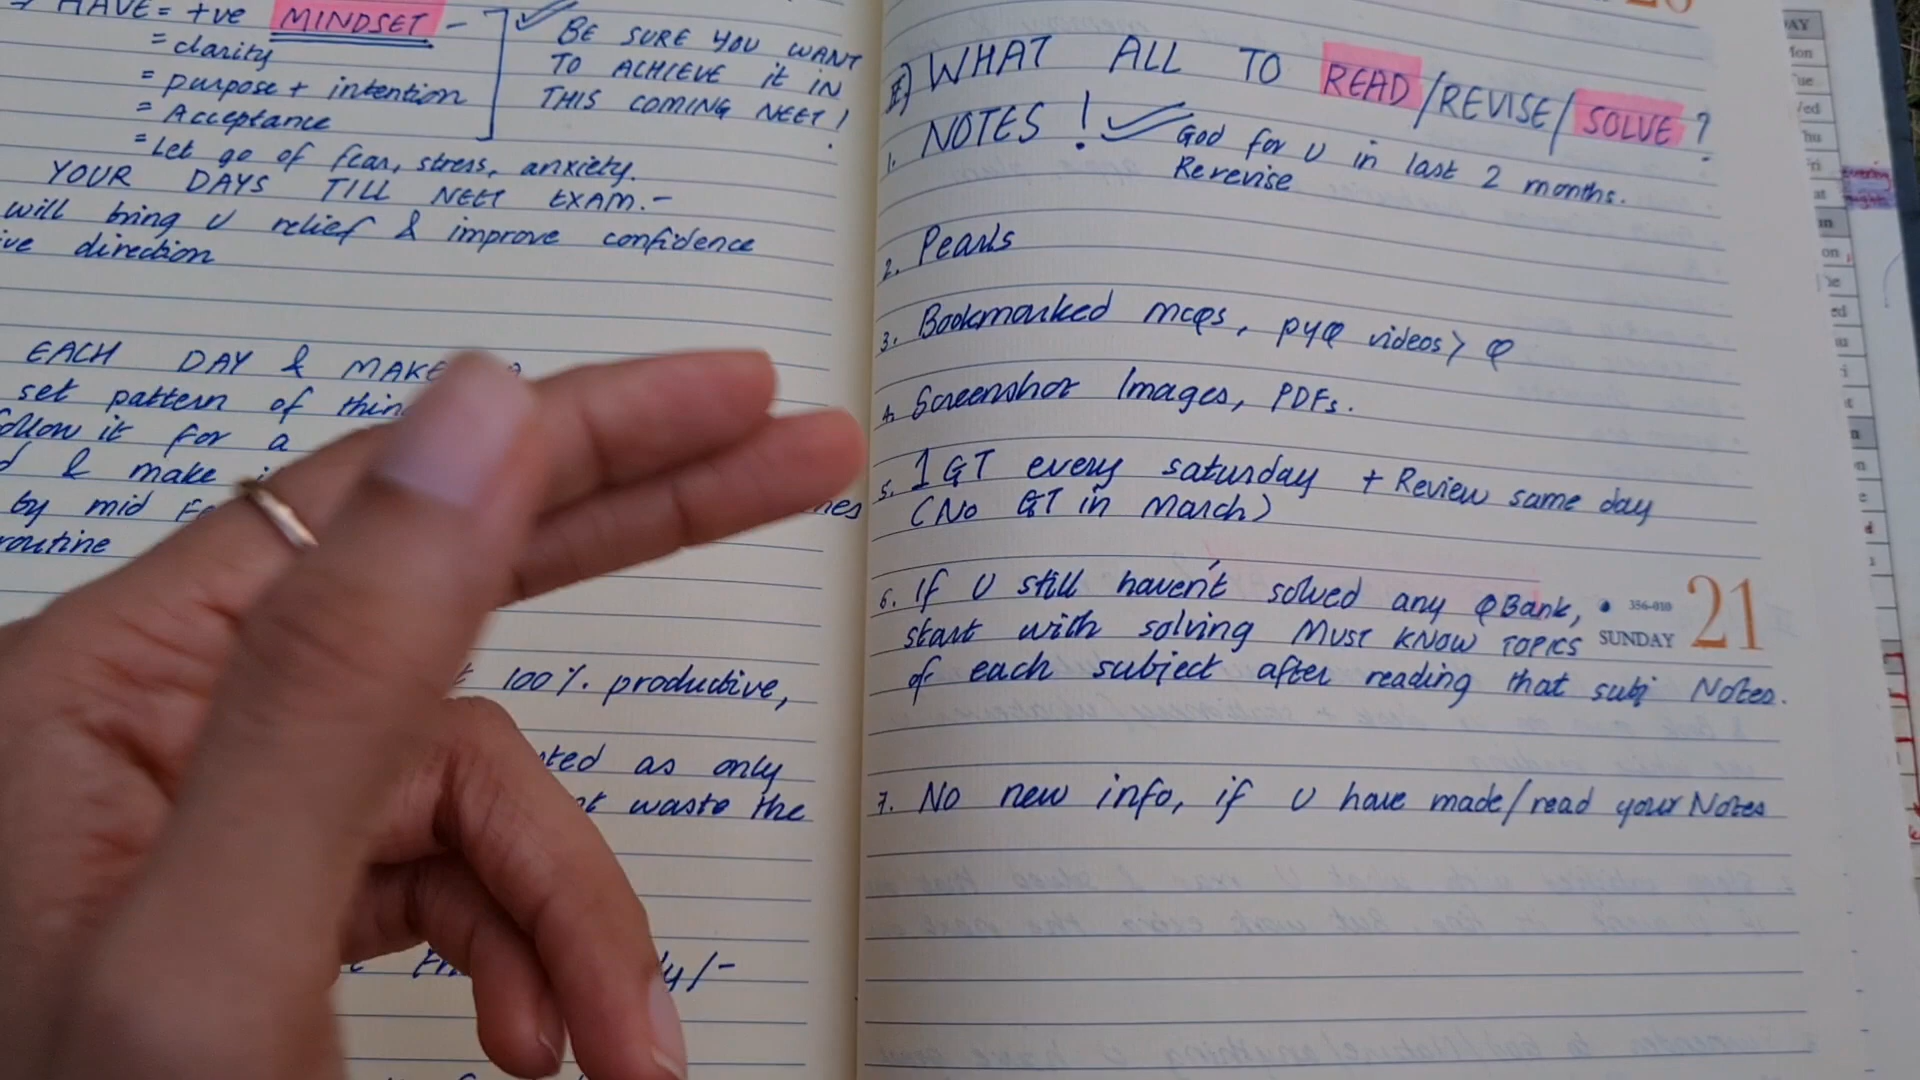 HAVE = +ve MINDSET -
= clarity
= purpose + intention
= Acceptance
= Let go of fear, stress, anxiety.
BE SURE YOU WANT
TO ACHIEVE it IN
THIS COMING NEET!
YOUR DAYS TILL NEET EXAM.-
will bring U relief & improve confidence
direction
EACH DAY & MAKE
set pattern of
it for a
& make
by mid
routine
100%. productive,
as only
waste the
II) WHAT ALL TO READ/REVISE/SOLVE?
1. NOTES! God for U in last 2 months.
Rerevise
2. Pearls
3. Bookmarked mcqs, pyQ videos> Q
4. Screenshot Images, PDFs.
5. 1 GT every saturday + Review same day
(No GT in March)
6. If U still haven't solved any QBank,
start with solving MUST KNOW TOPICS
of each subject after reading that subj Notes.
356-010
SUNDAY 21
7. No new info, if U have made/read your Notes